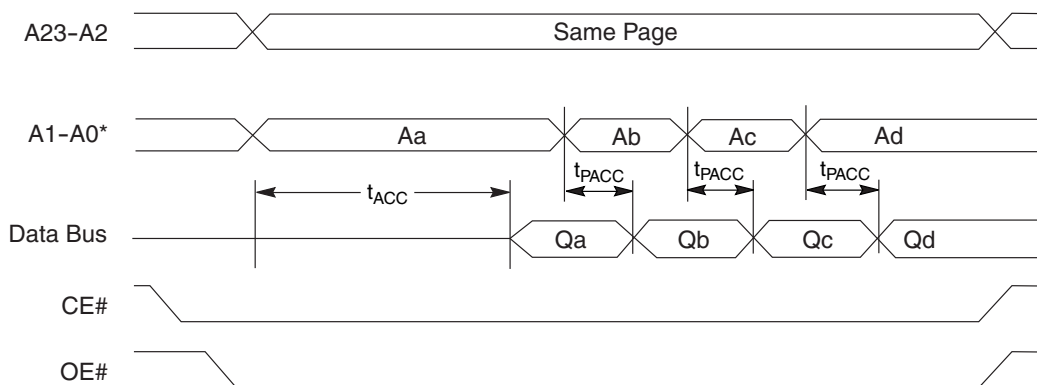 A23-A2 Same Page
A1-A0* Aa Ab Ac Ad
tPACC tPACC tPACC
tACC
Data Bus Qa Qb Qc Qd
CE#
OE#